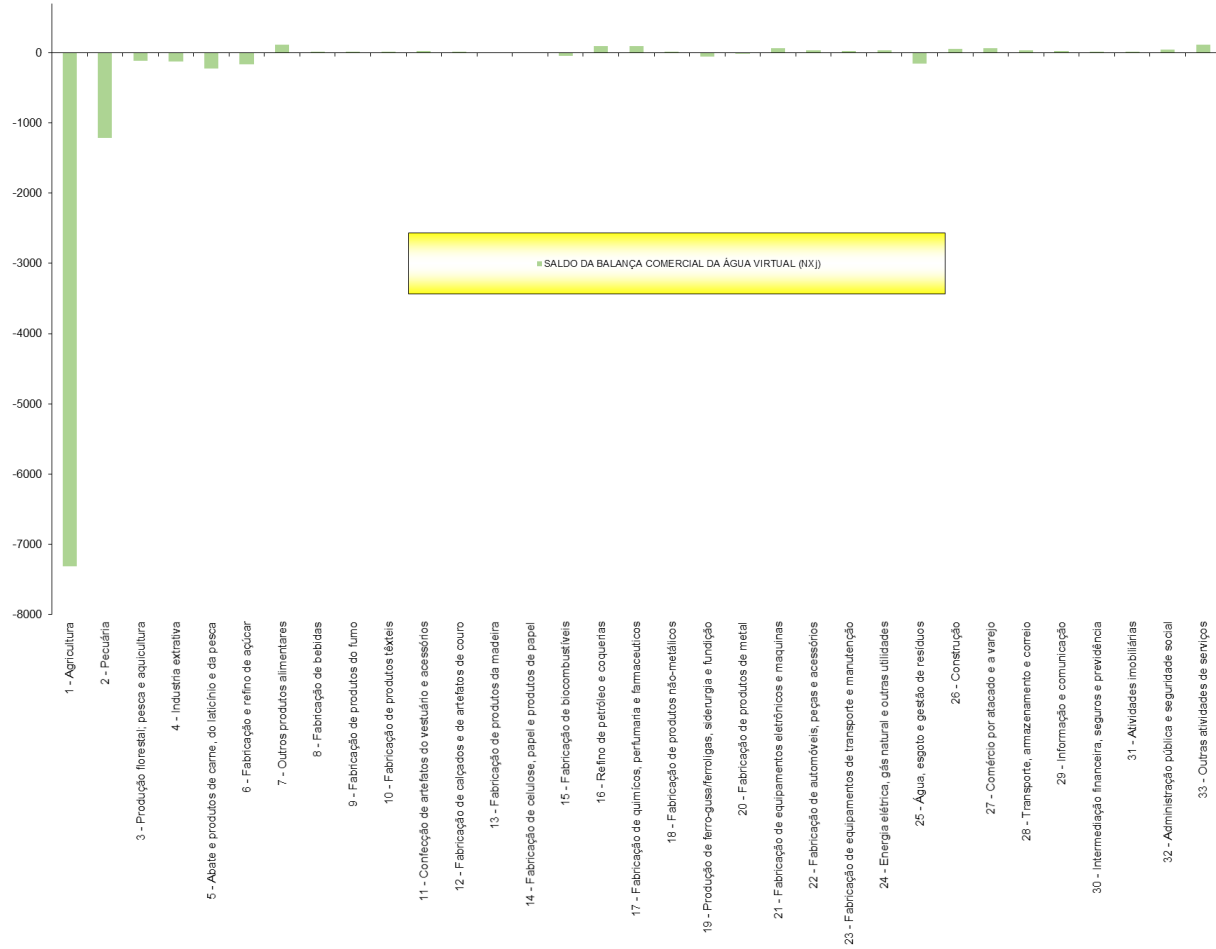 0
-1000
-2000
-3000
-4000
-5000
-6000
-7000
-8000
SALDO DA BALANÇA COMERCIAL DA ÁGUA VIRTUAL (NXj)
1 - Agricultura
2 - Pecuária
3 - Produção florestal; pesca e aquicultura
4 - Industria extrativa
5 - Abate e produtos de carne, do laticínio e da pesca
6 - Fabricação e refino de açúcar
7 - Outros produtos alimentares
8 - Fabricação de bebidas
9 - Fabricação de produtos do fumo
10 - Fabricação de produtos têxteis
11 - Confecção de artefatos do vestuário e acessórios
12 - Fabricação de calçados e de artefatos de couro
13 - Fabricação de produtos da madeira
14 - Fabricação de celulose, papel e produtos de papel
15 - Fabricação de biocombustíveis
16 - Refino de petróleo e coquerias
17 - Fabricação de químicos, perfumaria e farmaceuticos
18 - Fabricação de produtos não-metálicos
19 - Produção de ferro-gusa/ferroligas, siderurgia e fundição
20 - Fabricação de produtos de metal
21 - Fabricação de equipamentos eletrônicos e maquinas
22 - Fabricação de automóveis, peças e acessórios
23 - Fabricação de equipamentos de transporte e manutenção
24 - Energia elétrica, gás natural e outras utilidades
25 - Água, esgoto e gestão de resíduos
26 - Construção
27 - Comércio por atacado e a varejo
28 - Transporte, armazenamento e correio
29 - Informação e comunicação
30 - Intermediação financeira, seguros e previdência
31 - Atividades imobiliárias
32 - Administração pública e seguridade social
33 - Outras atividades de serviços